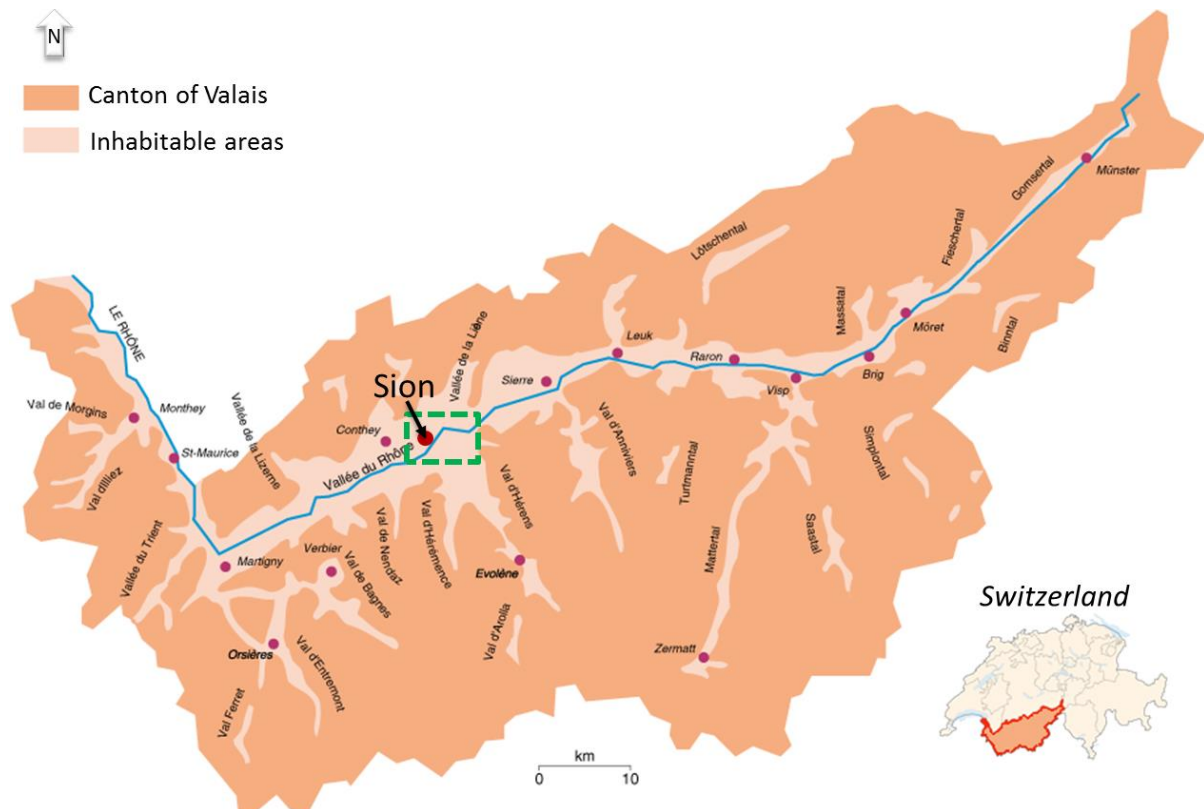 N
Canton of Valais
Inhabitable areas
Münster
Gomsertal
Fieschertal
Lötschental
Massatal
Môret
Binntal
LE RHÔNE
Leuk
Raron
Brig
Visp
Vallée de la Liène
Sierre
Sion
Val de Morgins
Monthey
Vallée de la Lizerne
Conthey
Vallée du Rhône
St-Maurice
Val d'Illiez
Val d'Anniviers
Turtmanntal
Simplontal
Val d'Hérens
Val d'Hérémence
Val de Nendaz
Saastal
Mattertal
Vallée du Trient
Martigny
Verbier
Val de Bagnes
Evolène
Val d'Arolla
Orsières
Val d'Entremont
Val Ferret
Zermatt
Switzerland
km
0 10